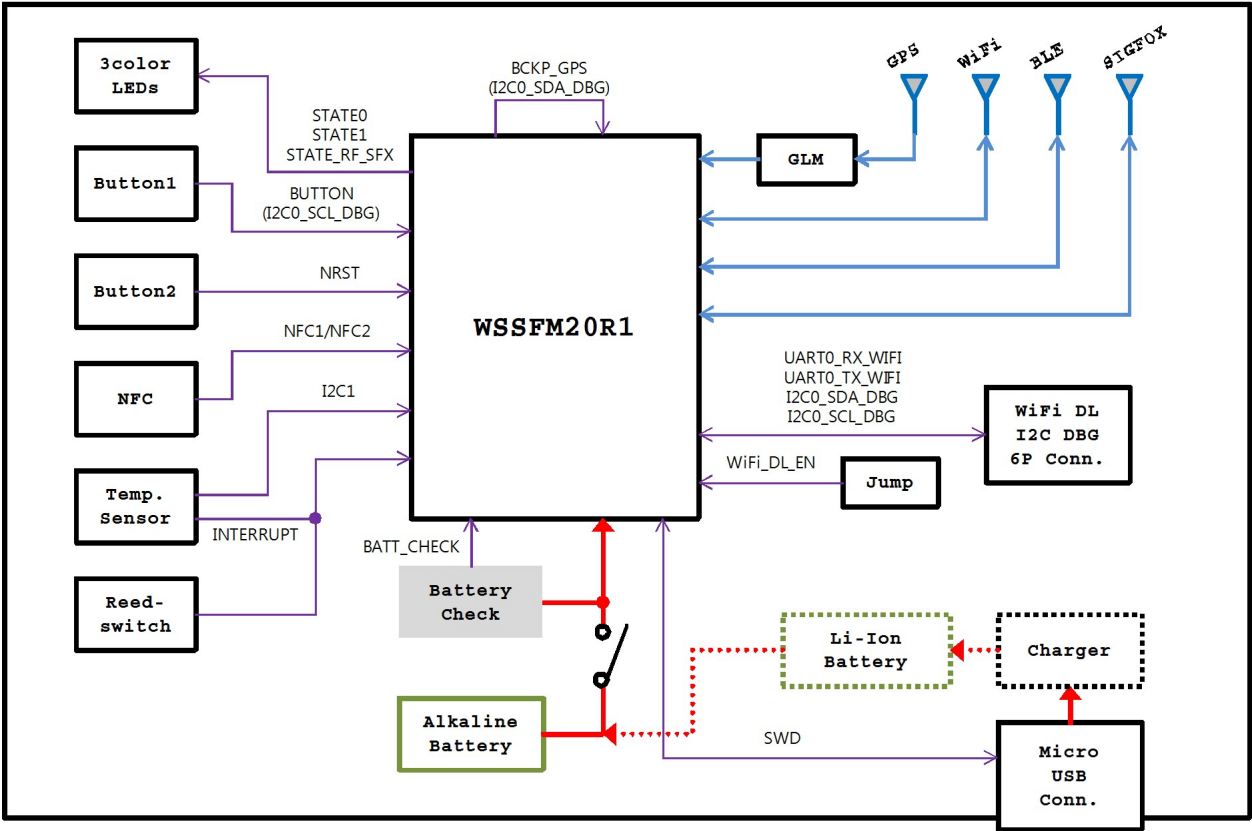 3color
LEDs
BCKP_GPS
(I2C0_SDA_DBG)
GPS
WiFi
BLE
SIGFOX
STATE0
STATE1
STATE_RF_SFX
GLM
Button1
BUTTON
(I2C0_SCL_DBG)
Button2
NRST
WSSFM20R1
NFC1/NFC2
NFC
I2C1
UART0_RX_WIFI
UART0_TX_WIFI
I2C0_SDA_DBG
I2C0_SCL_DBG
WiFi DL
I2C DBG
6P Conn.
WiFi_DL_EN
Jump
Temp.
Sensor
INTERRUPT
BATT_CHECK
Battery
Check
Reed-
switch
Li-Ion
Battery
Charger
Alkaline
Battery
SWD
Micro
USB
Conn.